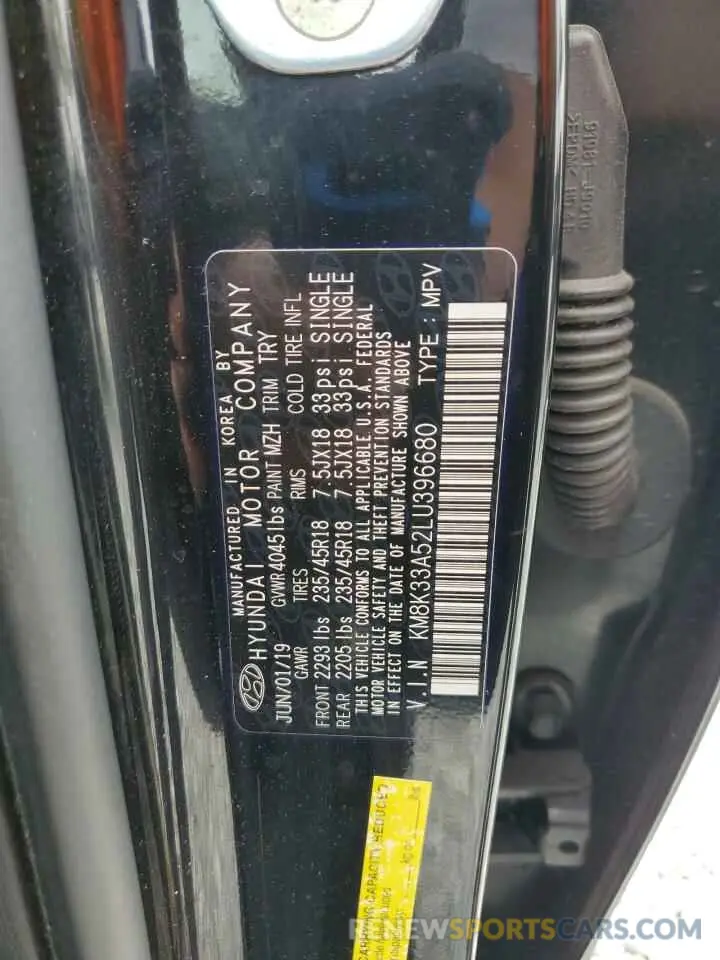 MANUFACTURED IN KOREA BY
HYUNDAI MOTOR COMPANY
JUN/01/19 GVWR 4045 lbs PAINT MZH TRIM TRY
GAWR TIRES RIMS COLD TIRE INFL
FRONT 2293 lbs 235/45R18 7.5JX18 33psi SINGLE
REAR 2205 lbs 235/45R18 7.5JX18 33psi SINGLE
THIS VEHICLE CONFORMS TO ALL APPLICABLE U.S.A. FEDERAL
MOTOR VEHICLE SAFETY AND THEFT PREVENTION STANDARDS
IN EFFECT ON THE DATE OF MANUFACTURE SHOWN ABOVE
V.I.N KM8K33A52LU396680 TYPE : MPV
CAPACITY REDUCED
RENEWSPORTSCARS.COM